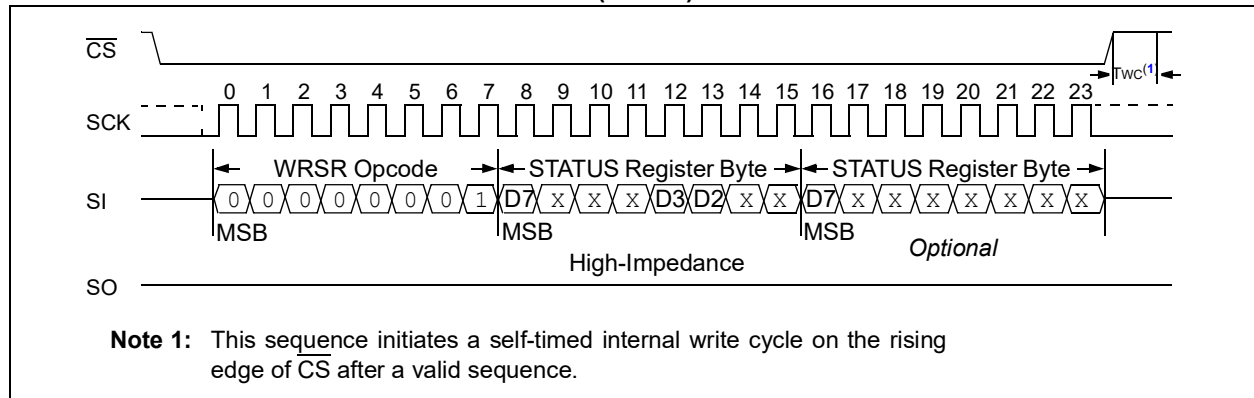 CS
TWC(1)
0 1 2 3 4 5 6 7 8 9 10 11 12 13 14 15 16 17 18 19 20 21 22 23
SCK
WRSR Opcode STATUS Register Byte STATUS Register Byte
SI 0 0 0 0 0 0 0 1 D7 X X X D3 D2 X X D7 X X X X X X X
MSB MSB MSB Optional
High-Impedance
SO
Note 1: This sequence initiates a self-timed internal write cycle on the rising
edge of CS after a valid sequence.